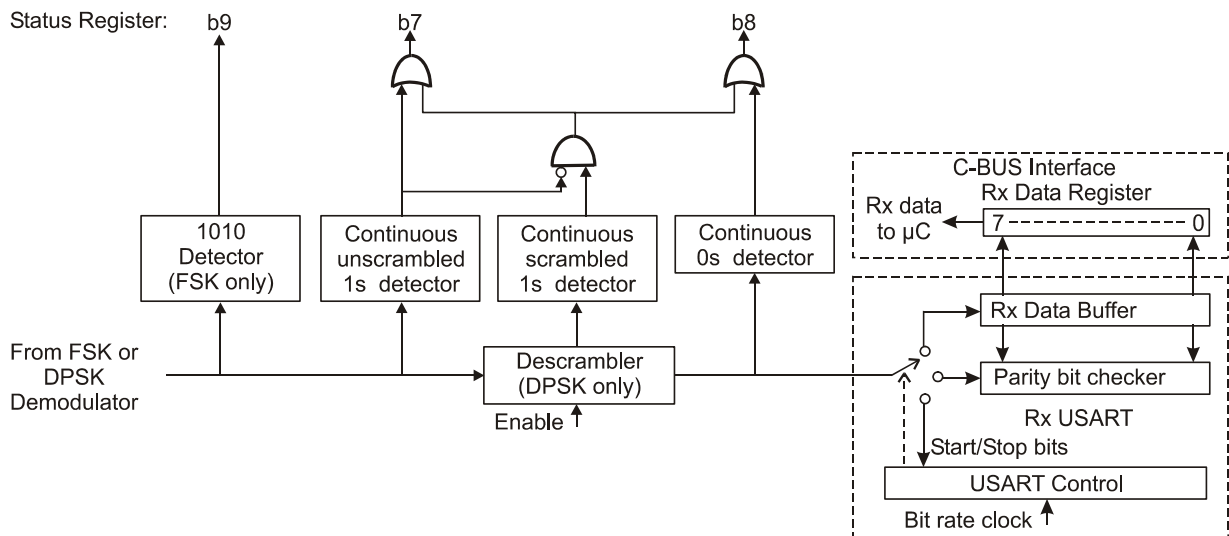 Status Register: b9 b7 b8
1010
Detector
(FSK only)
Continuous
unscrambled
1s detector
Continuous
scrambled
1s detector
Continuous
0s detector
C-BUS Interface
Rx Data Register
Rx data
to µC
7 0
Rx Data Buffer
From FSK or
DPSK
Demodulator
Descrambler
(DPSK only)
Enable
Parity bit checker
Rx USART
Start/Stop bits
USART Control
Bit rate clock